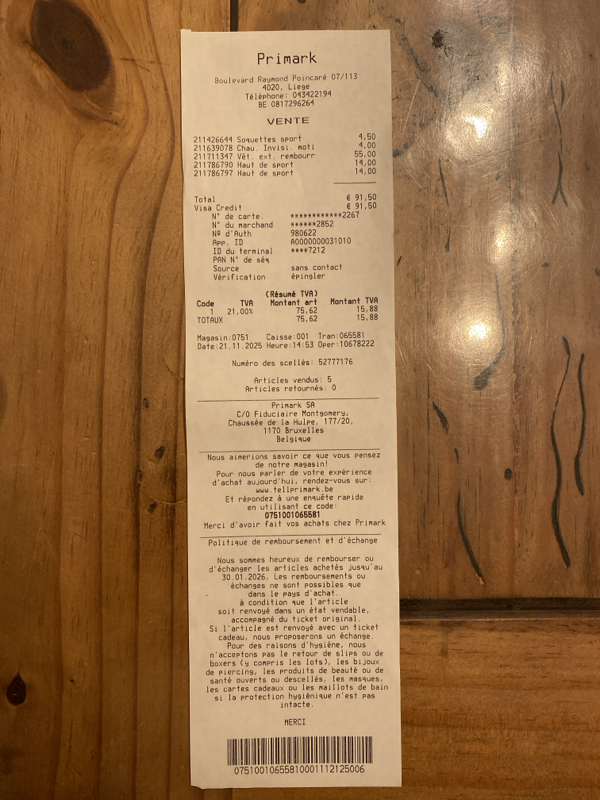 Primark
Boulevard Raymond Poincaré 07/113
4020, Liege
Téléphone: 043422194
BE 0817296264
VENTE
211426644 Soquettes sport 4,50
211639078 Chau. Invisi. moti 4,00
211711347 Vêt. ext. rembourr 55,00
211786790 Haut de sport 14,00
211786797 Haut de sport 14,00
Total € 91,50
Visa Credit € 91,50
N° de carte. ************2267
N° du marchand ******2852
Nº d'Auth 980622
App. ID A0000000031010
ID du terminal ****7212
PAN N° de séq
Source sans contact
Vérification épingler
(Résumé TVA)
Code TVA Montant art Montant TVA
1 21,00% 75,62 15,88
TOTAUX 75,62 15,88
Magasin:0751 Caisse:001 Tran:065581
Date:21.11.2025 Heure:14:53 Oper:10678222
Numéro des scellés: 52777176
Articles vendus: 5
Articles retournés: 0
Primark SA
C/O Fiduciaire Montgomery,
Chaussée de la Hulpe, 177/20,
1170 Bruxelles
Belgique
Nous aimerions savoir ce que vous pensez
de notre magasin!
Pour nous parler de votre expérience
d'achat aujourd'hui, rendez-vous sur:
www.tellprimark.be
Et répondez à une enquête rapide
en utilisant ce code:
0751001065581
Merci d'avoir fait vos achats chez Primark
Politique de remboursement et d'échange
Nous sommes heureux de rembourser ou
d'échanger les articles achetés jusqu'au
30.01.2026. Les remboursements ou
échanges ne sont possibles que
dans le pays d'achat.
à condition que l'article
soit renvoyé dans un état vendable,
accompagné du ticket original.
Si l'article est renvoyé avec un ticket
cadeau, nous proposerons un échange.
Pour des raisons d'hygiène, nous
n'acceptons pas le retour de slips ou de
boxers (y compris les lots), les bijoux
de piercing, les produits de beauté ou de
santé ouverts ou descellés, les masques,
les cartes cadeaux ou les maillots de bain
si la protection hygiénique n'est pas
intacte.
MERCI
07510010655810001112125006